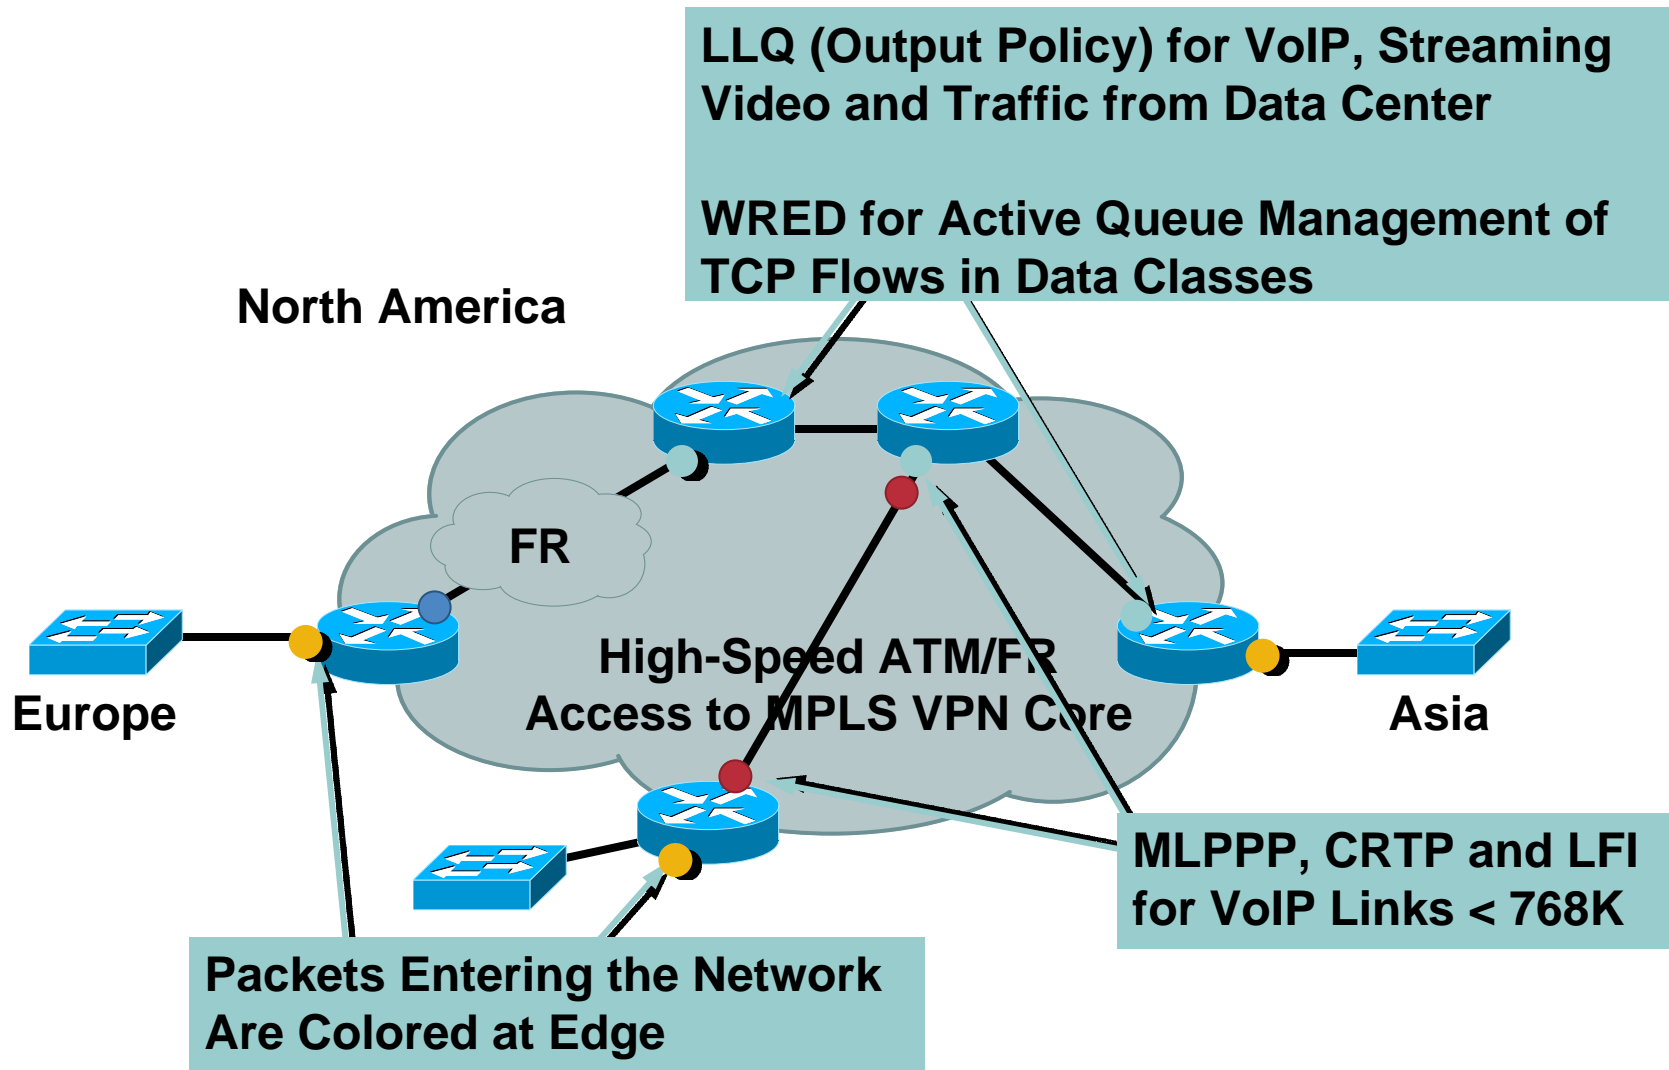 LLQ (Output Policy) for VoIP, Streaming
Video and Traffic from Data Center
WRED for Active Queue Management of
TCP Flows in Data Classes
North America
FR
High-Speed ATM/FR
Access to MPLS VPN Core
Europe
Asia
MLPPP, CRTP and LFI
for VoIP Links < 768K
Packets Entering the Network
Are Colored at Edge